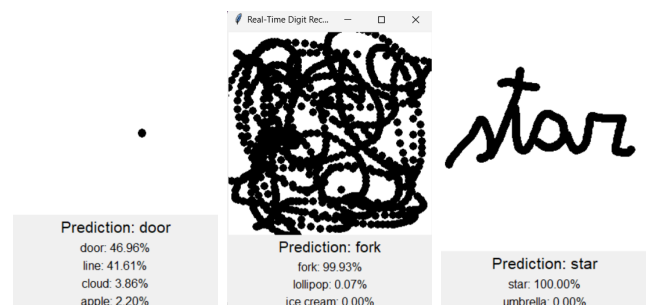 Real-Time Digit Rec...
star
Prediction: door
door: 46.96%
line: 41.61%
cloud: 3.86%
apple: 2.20%
Prediction: fork
fork: 99.93%
lollipop: 0.07%
ice cream: 0.00%
Prediction: star
star: 100.00%
umbrella: 0.00%